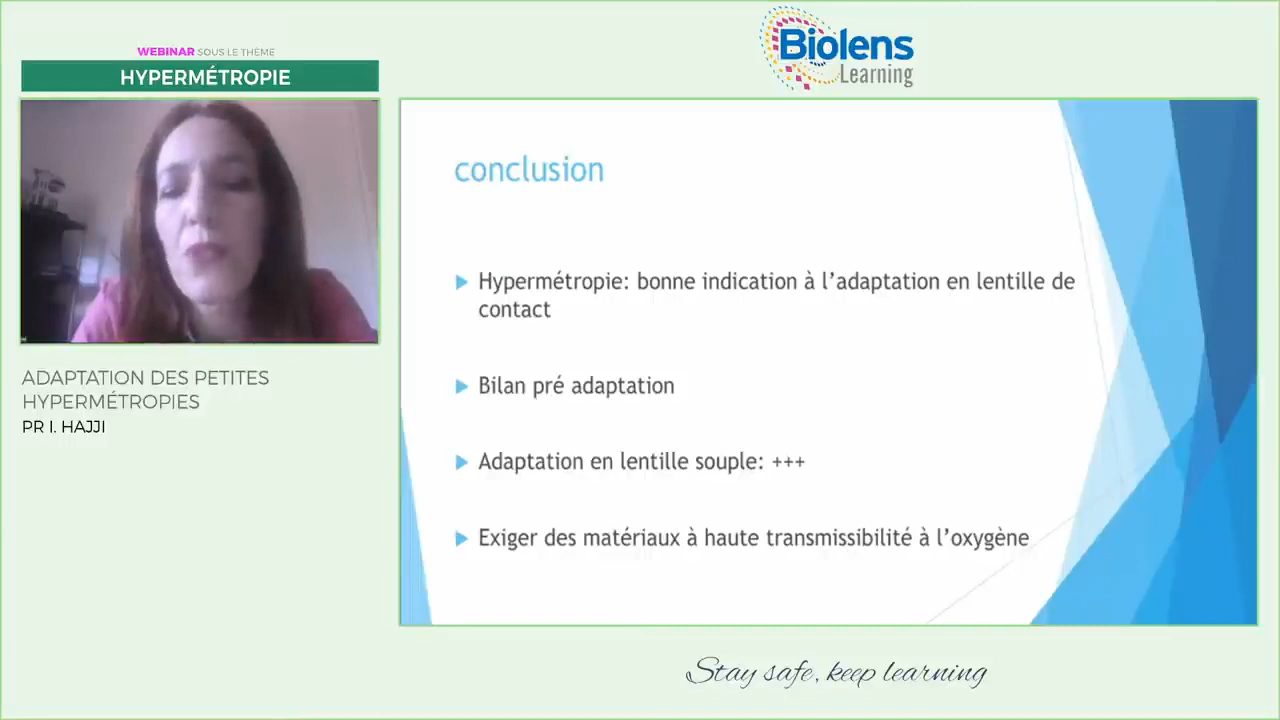 WEBINAR SOUS LE THÈME
HYPERMÉTROPIE
Biolens
Learning
conclusion
Hypermétropie: bonne indication à l’adaptation en lentille de
contact
Bilan pré adaptation
Adaptation en lentille souple: +++
Exiger des matériaux à haute transmissibilité à l’oxygène
ADAPTATION DES PETITES
HYPERMÉTROPIES
PR I. HAJJI
Stay safe, keep learning